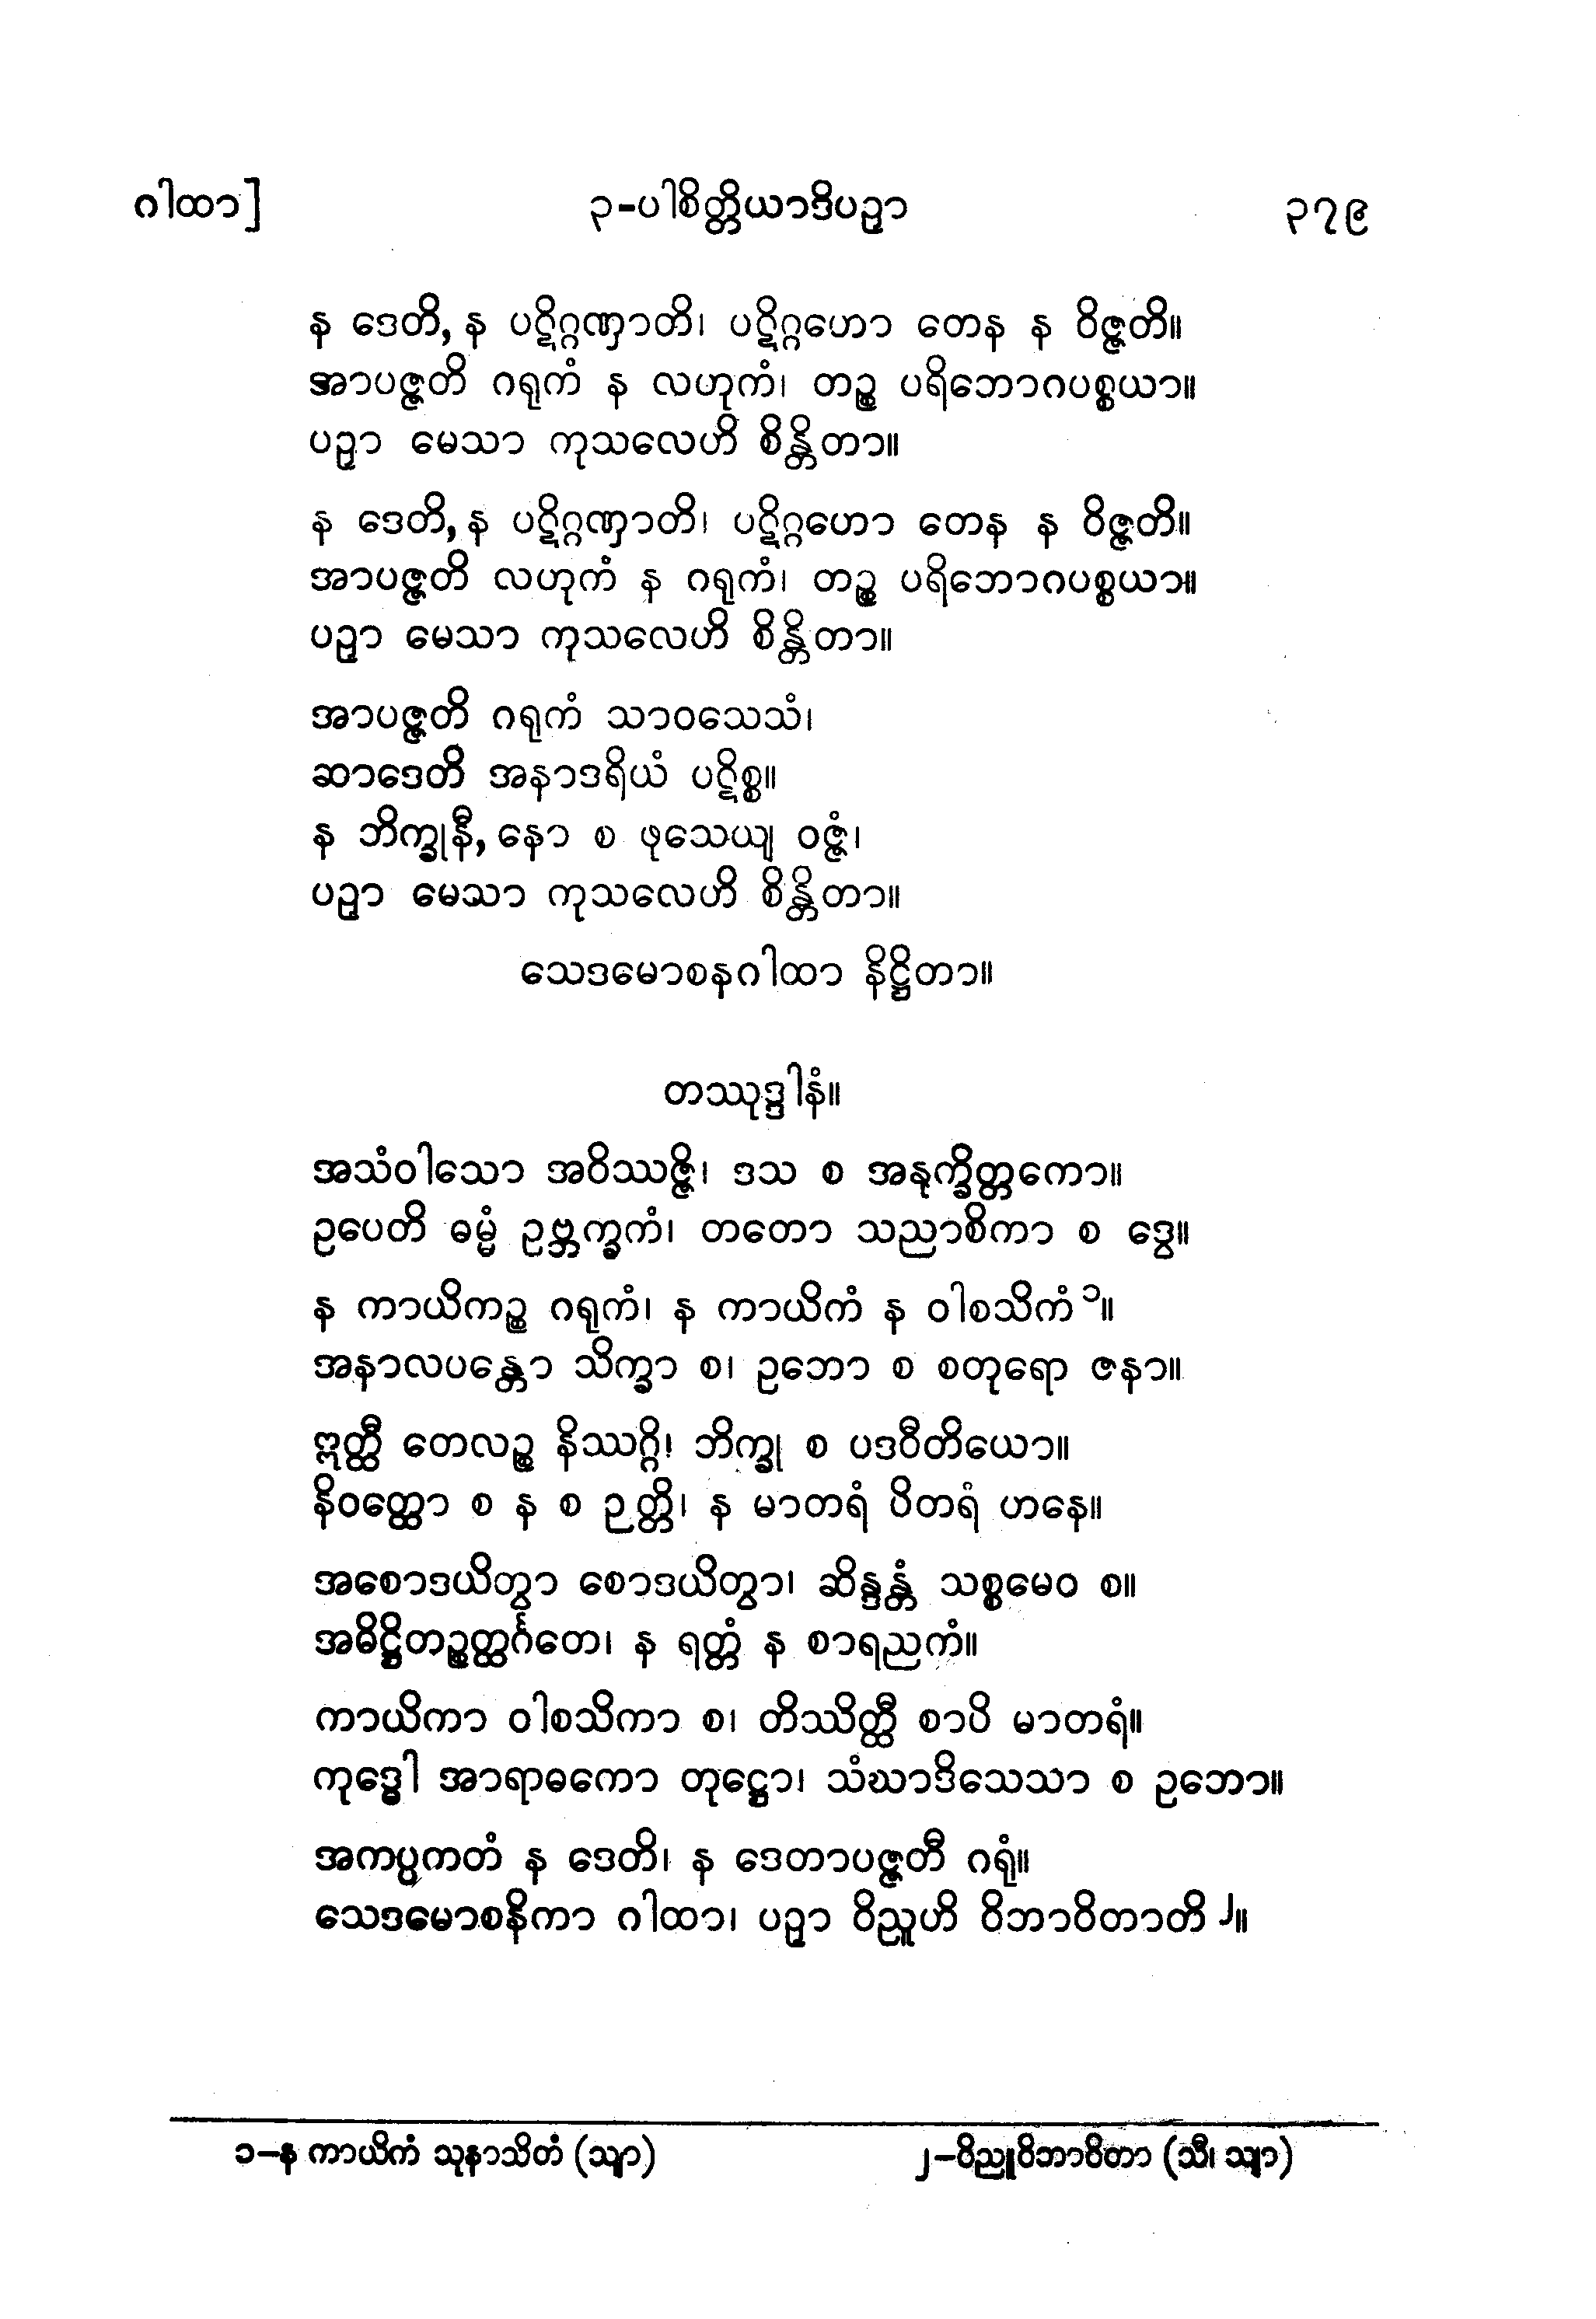 ဂါထာ]
၃-ပါစိတ္တိယာဒိပဉှာ
၃၇၉
န ဒေတိ, န ပဋိဂ္ဂဏှာတိ၊ ပဋိဂ္ဂဟော တေန န ဝိဇ္ဇတိ။
အာပဇ္ဇတိ ဂရုကံ န လဟုကံ၊ တဉ္စ ပရိဘောဂပစ္စယာ။
ပဉှာ မေသာ ကုသလေဟိ စိန္တိတာ။
န ဒေတိ, န ပဋိဂ္ဂဏှာတိ၊ ပဋိဂ္ဂဟော တေန န ဝိဇ္ဇတိ။
အာပဇ္ဇတိ လဟုကံ န ဂရုကံ၊ တဉ္စ ပရိဘောဂပစ္စယာ။
ပဉှာ မေသာ ကုသလေဟိ စိန္တိတာ။
အာပဇ္ဇတိ ဂရုကံ သာဝသေသံ၊
ဆာဒေတိ အနာဒရိယံ ပဋိစ္စ။
န ဘိက္ခုနီ, နော စ ဖုသေယျ ဝဇ္ဇံ၊
ပဉှာ မေသာ ကုသလေဟိ စိန္တိတာ။
သေဒမောစနဂါထာ နိဋ္ဌိတာ။
တဿုဒ္ဒါနံ။
အသံဝါသော အဝိဿဇ္ဇိ၊ ဒသ စ အနုက္ခိတ္တကော။
ဥပေတိ ဓမ္မံ ဥဗ္ဘက္ခကံ၊ တတော သညာစိကာ စ ဒွေ။
န ကာယိကဉ္စ ဂရုကံ၊ န ကာယိကံ န ဝါစသိကံ ၁။
အနာလပန္တော သိက္ခာ စ၊ ဥဘော စ စတုရော ဇနာ။
ဣတ္ထီ တေလဉ္စ နိဿဂ္ဂိ၊ ဘိက္ခု စ ပဒဝီတိယော။
နိဝတ္ထော စ န စ ဉတ္တိ၊ န မာတရံ ပိတရံ ဟနေ။
အစောဒယိတွာ စောဒယိတွာ၊ ဆိန္ဒန္တံ သစ္စမေဝ စ။
အဓိဋ္ဌိတဉ္စတ္ထင်္ဂတေ၊ န ရတ္တံ န စာရညကံ။
ကာယိကာ ဝါစသိကာ စ၊ တိဿိတ္ထီ စာပိ မာတရံ။
ကုဒ္ဓေါ အာရာဓကော တုဋ္ဌော၊ သံဃာဒိသေသာ စ ဥဘော။
အကပ္ပကတံ န ဒေတိ၊ န ဒေတာပဇ္ဇတီ ဂရုံ။
သေဒမောစနိကာ ဂါထာ၊ ပဉှာ ဝိညူဟိ ဝိဘာဝိတာတိ ၂။
၁-န ကာယိကံ သုနာသိတံ (သျာ)
၂-ဝိညူဝိဘာဝိတာ (သီ၊ သျာ)